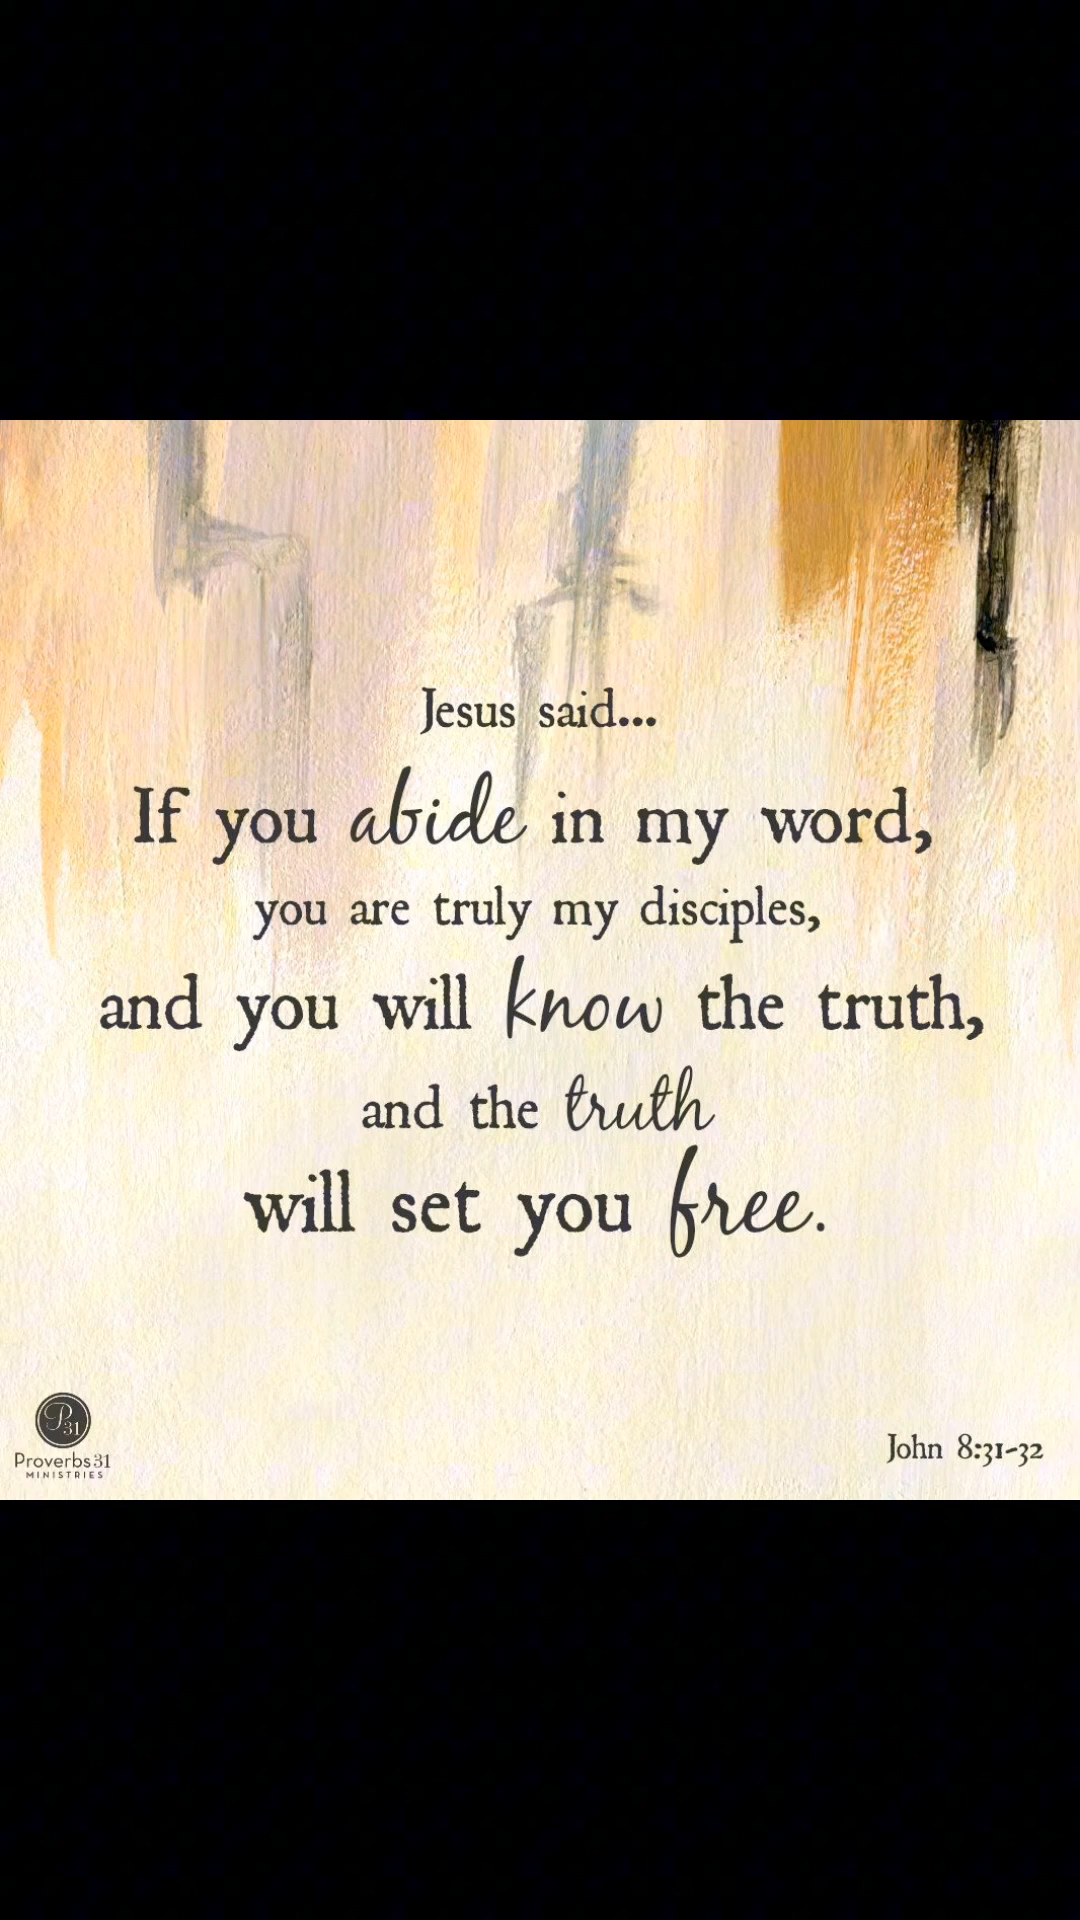 Jesus said...
If you abide in my word,
you are truly my disciples,
and you will know the truth,
and the truth
will set you free.
P31
Proverbs31
MINISTRIES
John 8:31-32